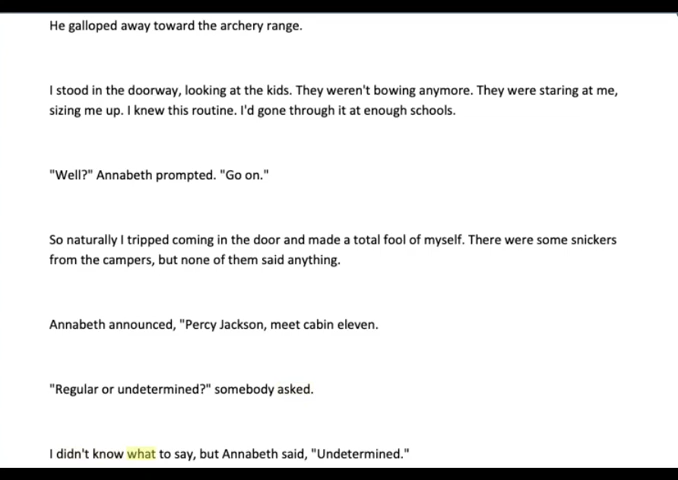 He galloped away toward the archery range.
I stood in the doorway, looking at the kids. They weren't bowing anymore. They were staring at me,
sizing me up. I knew this routine. I'd gone through it at enough schools.
"Well?" Annabeth prompted. "Go on."
So naturally I tripped coming in the door and made a total fool of myself. There were some snickers
from the campers, but none of them said anything.
Annabeth announced, "Percy Jackson, meet cabin eleven.
"Regular or undetermined?" somebody asked.
I didn't know what to say, but Annabeth said, "Undetermined."